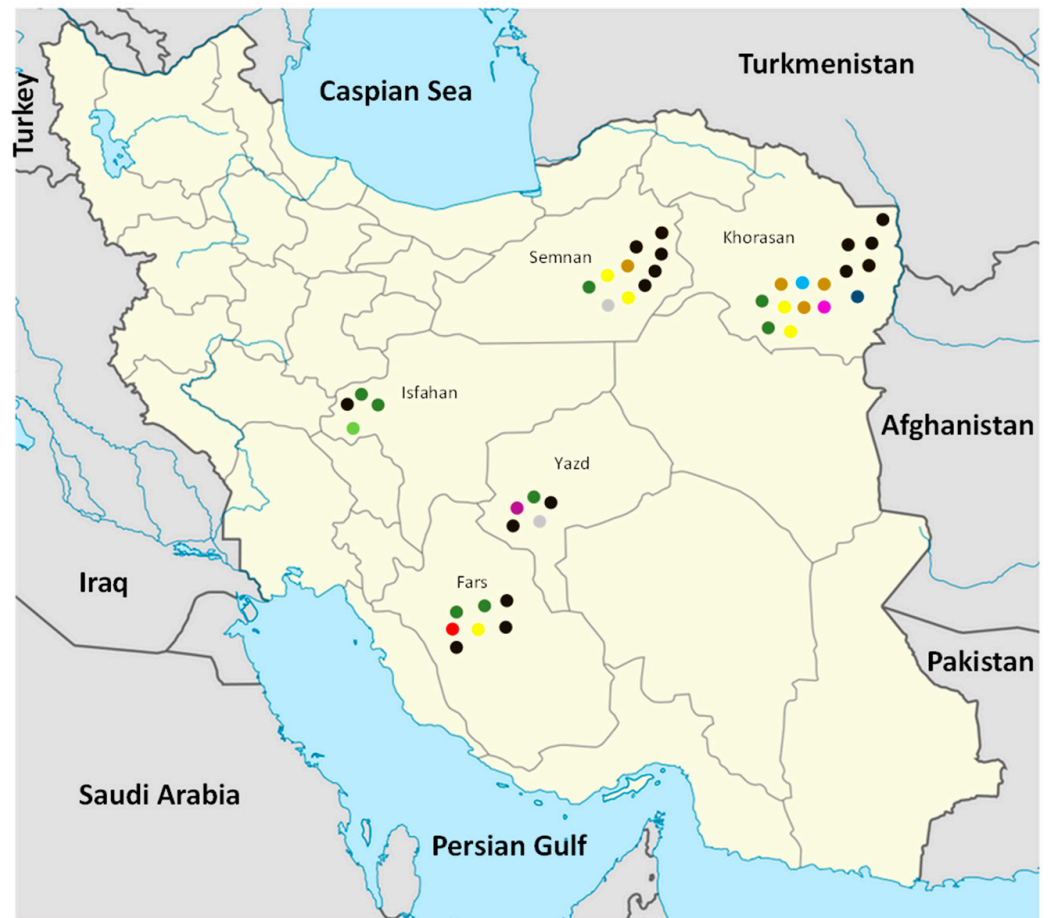 Turkmenistan
Caspian Sea
Turkey
Khorasan
Semnan
Isfahan
Afghanistan
Yazd
Iraq
Fars
Pakistan
Saudi Arabia
Persian Gulf